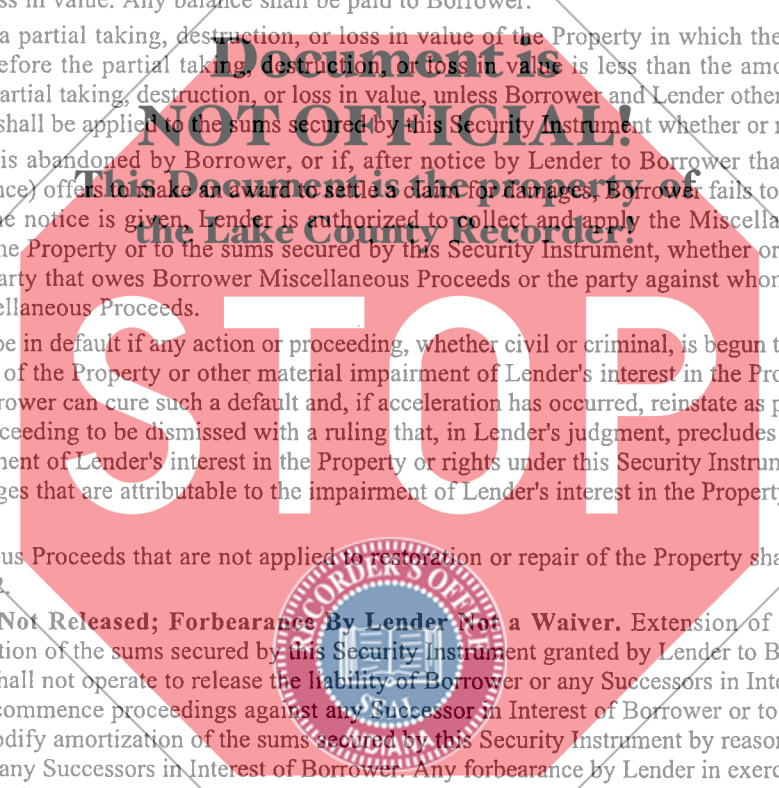 ss in value. Any balance shall be paid to Borrower.
a partial taking, destruction, or loss in value of the Property in which the
efore the partial taking, destruction, or loss in value is less than the amo
artial taking, destruction, or loss in value, unless Borrower and Lender other
shall be applied to the sums secured by this Security Instrument whether or
is abandoned by Borrower, or if, after notice by Lender to Borrower tha
nce) offers to make an award to settle a claim for damages, Borrower fails to
e notice is given, Lender is authorized to collect and apply the Miscella
he Property or to the sums secured by this Security Instrument, whether or
arty that owes Borrower Miscellaneous Proceeds or the party against whom
ellaneous Proceeds.
be in default if any action or proceeding, whether civil or criminal, is begun t
of the Property or other material impairment of Lender's interest in the Pro
rower can cure such a default and, if acceleration has occurred, reinstate as p
ceeding to be dismissed with a ruling that, in Lender's judgment, precludes
ment of Lender's interest in the Property or rights under this Security Instrum
ges that are attributable to the impairment of Lender's interest in the Property
us Proceeds that are not applied to restoration or repair of the Property sha
Not Released; Forbearance By Lender Not a Waiver. Extension of
tion of the sums secured by this Security Instrument granted by Lender to B
hall not operate to release the liability of Borrower or any Successors in Inte
commence proceedings against any Successor in Interest of Borrower or to
odify amortization of the sums secured by this Security Instrument by reason
any Successors in Interest of Borrower. Any forbearance by Lender in exerc
Document is
NOT OFFICIAL!
This Document is the property of
the Lake County Recorder!
STOP
RECORDER'S OFFICE